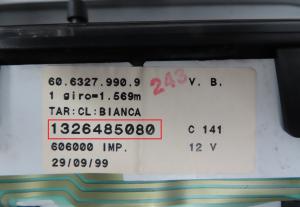 60.6327.990.9 243 V. B.
1 giro=1.569m
TAR:CL:BIANCA
1326485080 C 141
606000 IMP. 12 V
29/09/99